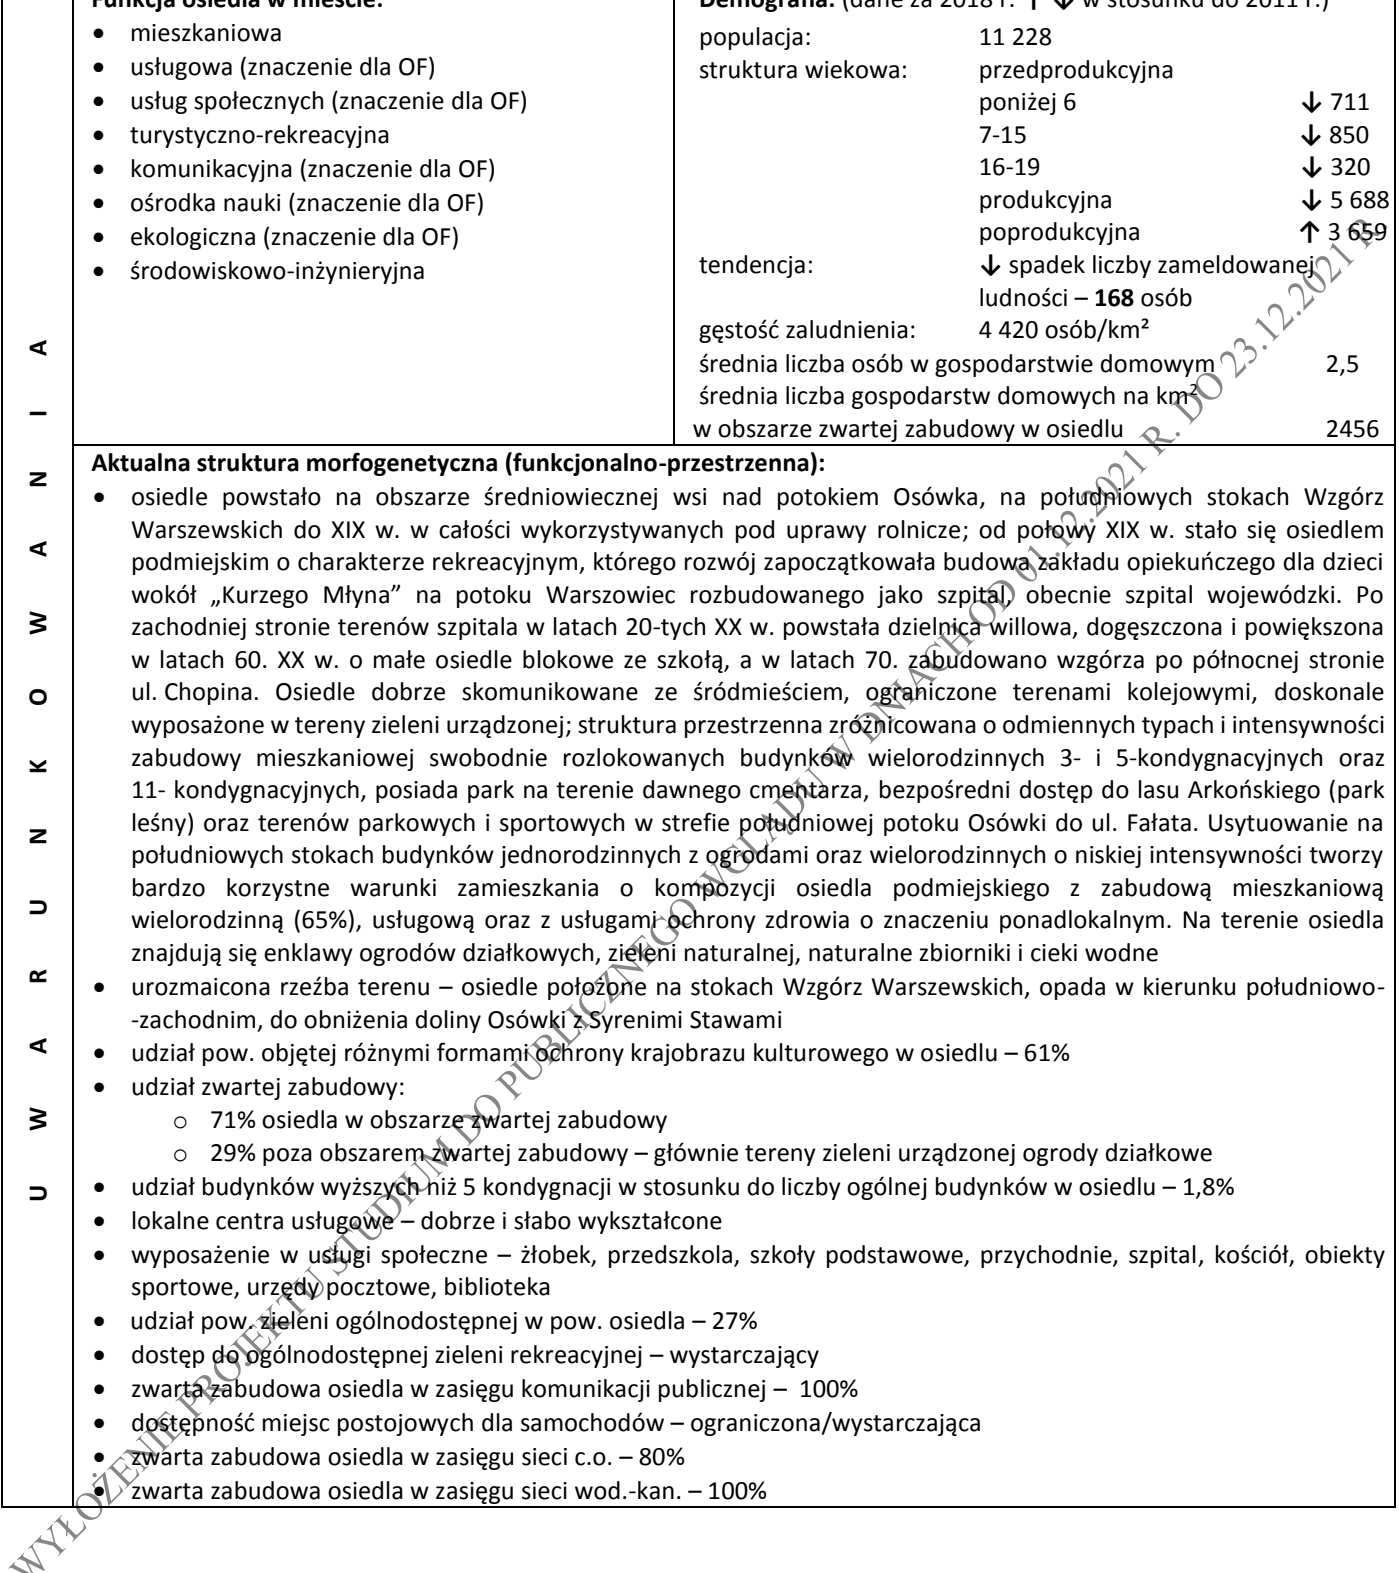 Funkcja osiedla w mieście:
• mieszkaniowa
• usługowa (znaczenie dla OF)
• usług społecznych (znaczenie dla OF)
• turystyczno-rekreacyjna
• komunikacyjna (znaczenie dla OF)
• ośrodka nauki (znaczenie dla OF)
• ekologiczna (znaczenie dla OF)
• środowiskowo-inżynieryjna
Demografia: (dane za 2018 r. ↑ ↓ w stosunku do 2011 r.)
populacja: 11 228
struktura wiekowa: przedprodukcyjna
poniżej 6 ↓ 711
7-15 ↓ 850
16-19 ↓ 320
produkcyjna ↓ 5 688
poprodukcyjna ↑ 3 659
tendencja: ↓ spadek liczby zameldowanej
ludności – 168 osób
gęstość zaludnienia: 4 420 osób/km²
średnia liczba osób w gospodarstwie domowym 2,5
średnia liczba gospodarstw domowych na km²
w obszarze zwartej zabudowy w osiedlu 2456
UWARUNKOWANIA
Aktualna struktura morfogenetyczna (funkcjonalno-przestrzenna):
• osiedle powstało na obszarze średniowiecznej wsi nad potokiem Osówka, na południowych stokach Wzgórz
Warszewskich do XIX w. w całości wykorzystywanych pod uprawy rolnicze; od połowy XIX w. stało się osiedlem
podmiejskim o charakterze rekreacyjnym, którego rozwój zapoczątkowała budowa zakładu opiekuńczego dla dzieci
wokół „Kurzego Młyna” na potoku Warszowiec rozbudowanego jako szpital, obecnie szpital wojewódzki. Po
zachodniej stronie terenów szpitala w latach 20-tych XX w. powstała dzielnica willowa, dogęszczona i powiększona
w latach 60. XX w. o małe osiedle blokowe ze szkołą, a w latach 70. zabudowano wzgórza po północnej stronie
ul. Chopina. Osiedle dobrze skomunikowane ze śródmieściem, ograniczone terenami kolejowymi, doskonale
wyposażone w tereny zieleni urządzonej; struktura przestrzenna zróżnicowana o odmiennych typach i intensywności
zabudowy mieszkaniowej swobodnie rozlokowanych budynków wielorodzinnych 3- i 5-kondygnacyjnych oraz
11- kondygnacyjnych, posiada park na terenie dawnego cmentarza, bezpośredni dostęp do lasu Arkońskiego (park
leśny) oraz terenów parkowych i sportowych w strefie południowej potoku Osówki do ul. Fałata. Usytuowanie na
południowych stokach budynków jednorodzinnych z ogrodami oraz wielorodzinnych o niskiej intensywności tworzy
bardzo korzystne warunki zamieszkania o kompozycji osiedla podmiejskiego z zabudową mieszkaniową
wielorodzinną (65%), usługową oraz z usługami ochrony zdrowia o znaczeniu ponadlokalnym. Na terenie osiedla
znajdują się enklawy ogrodów działkowych, zieleni naturalnej, naturalne zbiorniki i cieki wodne
• urozmaicona rzeźba terenu – osiedle położone na stokach Wzgórz Warszewskich, opada w kierunku południowo-
-zachodnim, do obniżenia doliny Osówki z Syrenimi Stawami
• udział pow. objętej różnymi formami ochrony krajobrazu kulturowego w osiedlu – 61%
• udział zwartej zabudowy:
o 71% osiedla w obszarze zwartej zabudowy
o 29% poza obszarem zwartej zabudowy – głównie tereny zieleni urządzonej ogrody działkowe
• udział budynków wyższych niż 5 kondygnacji w stosunku do liczby ogólnej budynków w osiedlu – 1,8%
• lokalne centra usługowe – dobrze i słabo wykształcone
• wyposażenie w usługi społeczne – żłobek, przedszkola, szkoły podstawowe, przychodnie, szpital, kościół, obiekty
sportowe, urzędy pocztowe, biblioteka
• udział pow. zieleni ogólnodostępnej w pow. osiedla – 27%
• dostęp do ogólnodostępnej zieleni rekreacyjnej – wystarczający
• zwarta zabudowa osiedla w zasięgu komunikacji publicznej – 100%
• dostępność miejsc postojowych dla samochodów – ograniczona/wystarczająca
• zwarta zabudowa osiedla w zasięgu sieci c.o. – 80%
• zwarta zabudowa osiedla w zasięgu sieci wod.-kan. – 100%
WYŁOŻENIE PROJEKTU STUDIUM DO PUBLICZNEGO WGLĄDU W DNIACH OD 01.12.2021 R. DO 23.12.2021 R.